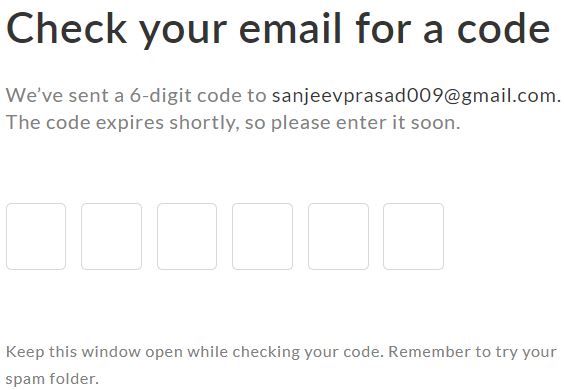 Check your email for a code
We’ve sent a 6-digit code to sanjeevprasad009@gmail.com.
The code expires shortly, so please enter it soon.
Keep this window open while checking your code. Remember to try your
spam folder.